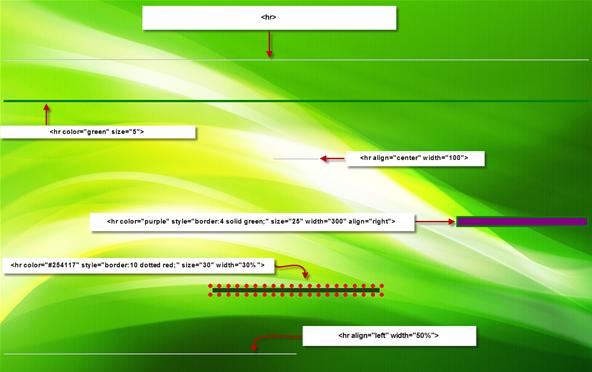 <hr>
<hr color="green" size="5">
<hr align="center" width="100">
<hr color="purple" style="border:4 solid green;" size="25" width="300" align="right">
<hr color="#254117" style="border:10 dotted red;" size="30" width="30%">
<hr align="left" width="50%">